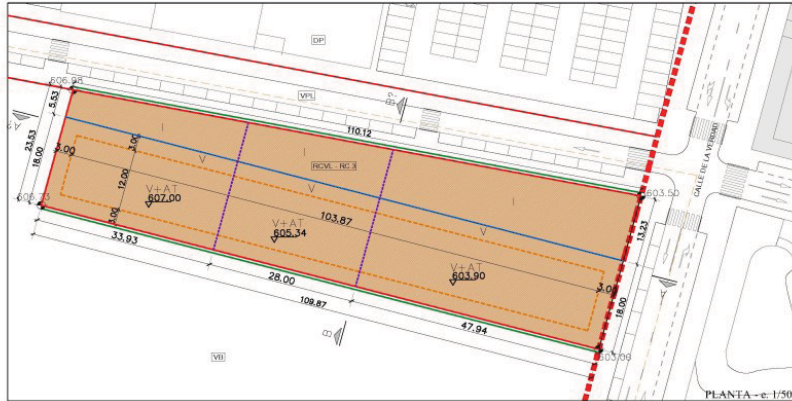 DP
606.98
VPL
B'
110.12
5.53
I
A'
23.53
18.00
3.00
3.00
V
I
RCVL - RC.3
603.50
CALLE DE LA VERDAD
12.00
V
I
V+AT
607.00
103.87
13.23
606.73
3.00
V+AT
605.34
V
33.93
V+AT
603.90
3.00
A
18.00
28.00
109.87
47.94
B
VB
603.00
PLANTA - e. 1/50